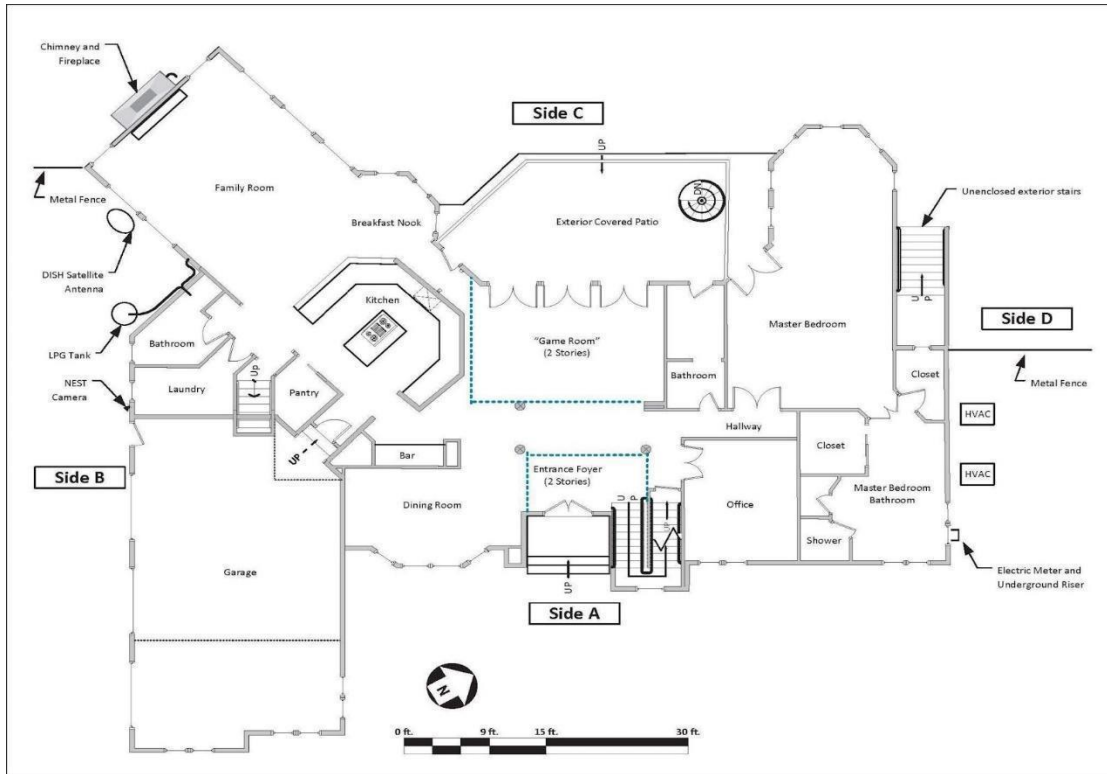 Chimney and
Fireplace
Side C
UP
Unenclosed exterior stairs
Family Room
Metal Fence
Breakfast Nook
Exterior Covered Patio
DN
DISH Satellite
Antenna
Kitchen
U
P
Master Bedroom
Side D
"Game Room"
(2 Stories)
Bathroom
LPG Tank
Up
Closet
Metal Fence
NEST
Camera
Laundry
Pantry
Bathroom
HVAC
Hallway
UP
Bar
Closet
Side B
Entrance Foyer
(2 Stories)
HVAC
Dining Room
U
P
UP
Office
Master Bedroom
Bathroom
Shower
Garage
UP
Electric Meter and
Underground Riser
Side A
N
0 ft.
9 ft.
15 ft.
30 ft.